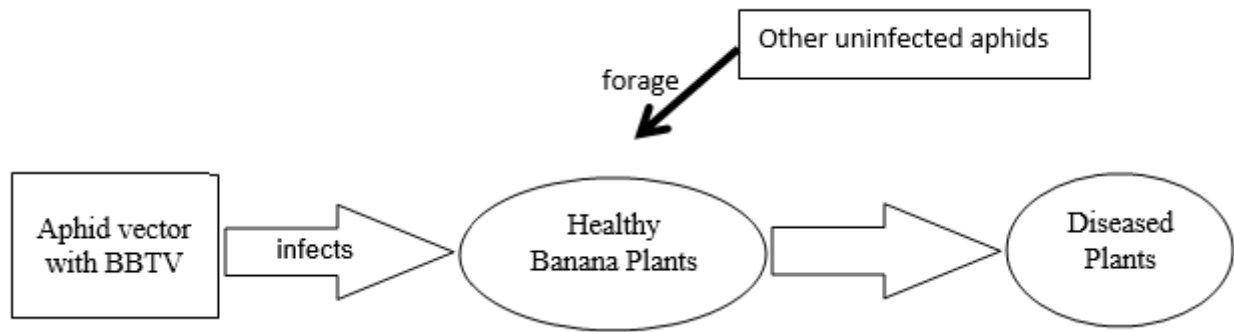 Other uninfected aphids
forage
Aphid vector
with BBTV
infects
Healthy
Banana Plants
Diseased
Plants